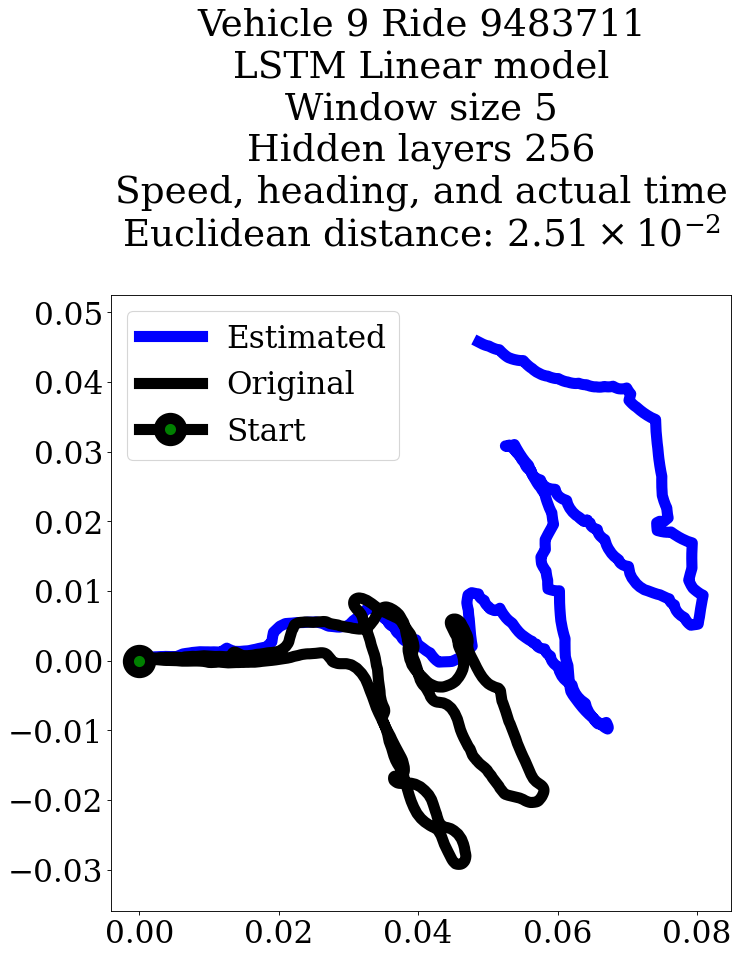 Vehicle 9 Ride 9483711
LSTM Linear model
Window size 5
Hidden layers 256
Speed, heading, and actual time
Euclidean distance: 2.51 × 10⁻²
0.05
0.04
0.03
0.02
0.01
0.00
−0.01
−0.02
−0.03
Estimated
Original
Start
0.00 0.02 0.04 0.06 0.08